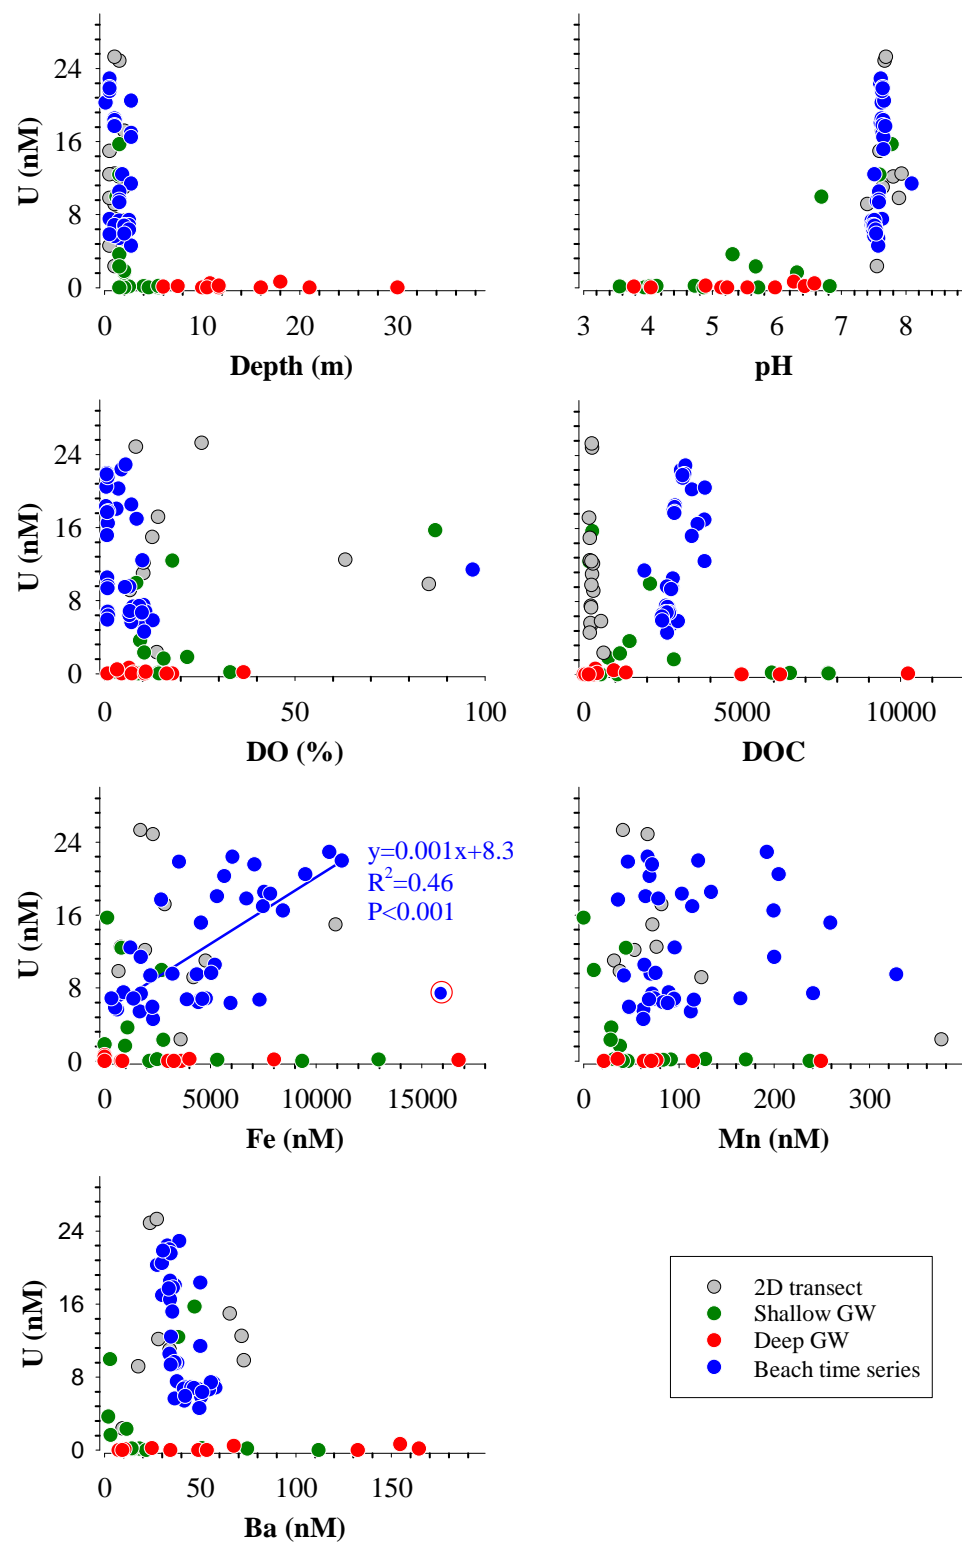 24
16
8
0
U (nM)
0 10 20 30
Depth (m)
3 4 5 6 7 8
pH
24
16
8
0
U (nM)
0 50 100
DO (%)
0 5000 10000
DOC
24
16
8
0
U (nM)
y=0.001x+8.3
R²=0.46
P<0.001
0 5000 10000 15000
Fe (nM)
0 100 200 300
Mn (nM)
24
16
8
0
U (nM)
0 50 100 150
Ba (nM)
2D transect
Shallow GW
Deep GW
Beach time series